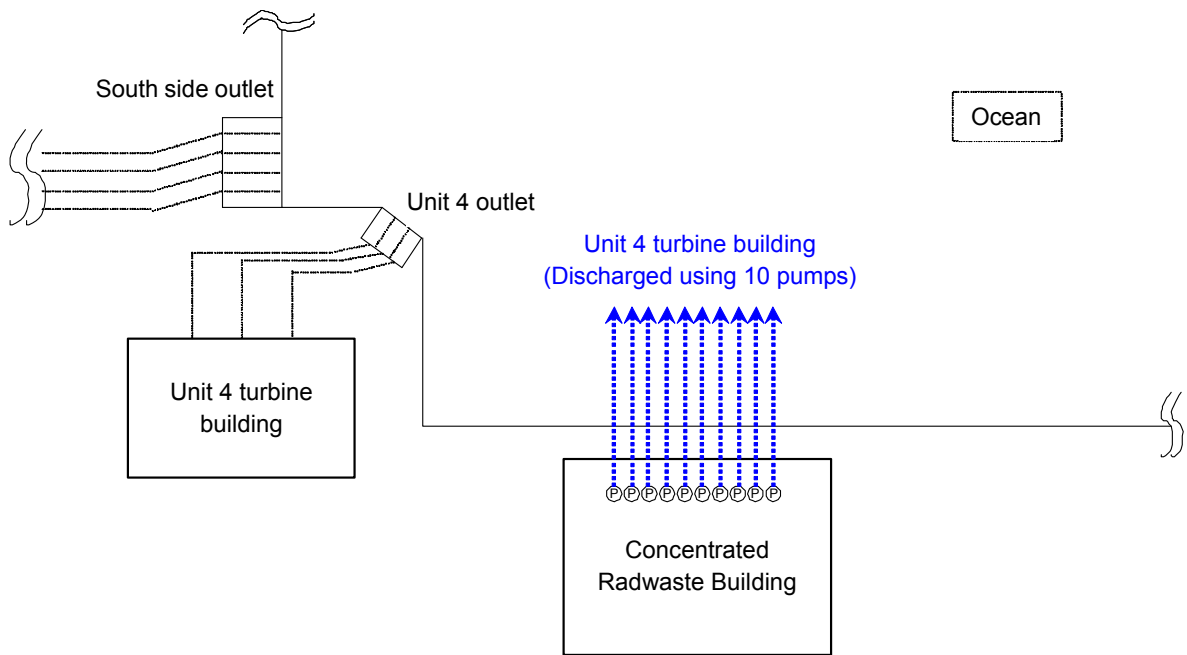 South side outlet
Ocean
Unit 4 outlet
Unit 4 turbine building
(Discharged using 10 pumps)
Unit 4 turbine
building
P P P P P P P P P P
Concentrated
Radwaste Building